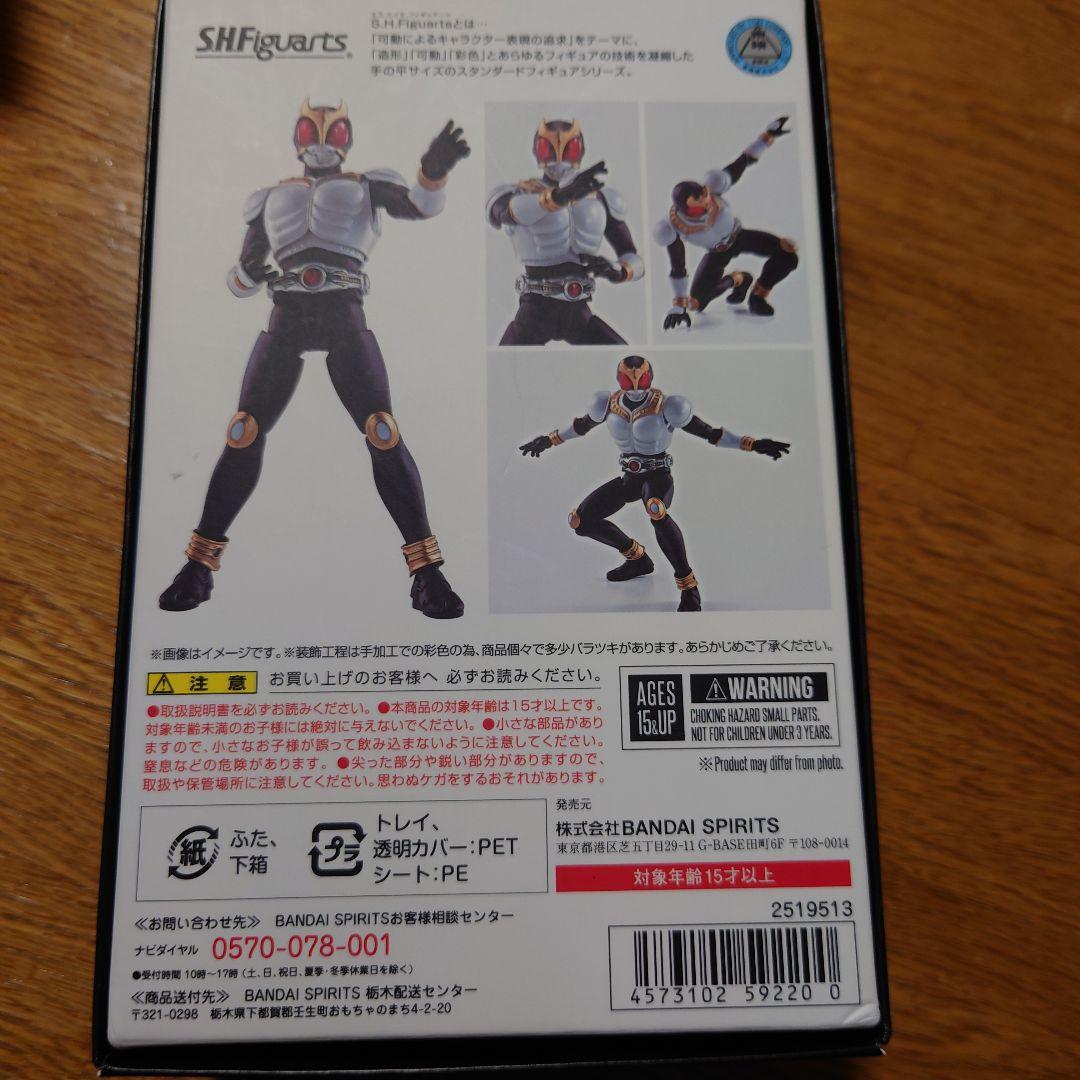 S.H.Figuarts®
S.H.Figuartsとは…
「可動によるキャラクター表現の追求」をテーマに、
「造形」「可動」「彩色」とあらゆるフィギュアの技術を凝縮した
手の平サイズのスタンダードフィギュアシリーズ。
※画像はイメージです。※装飾工程は手加工での彩色の為、商品個々で多少バラツキがあります。あらかじめご了承ください。
注意 お買い上げのお客様へ 必ずお読みください。
●取扱説明書を必ずお読みください。●本商品の対象年齢は15才以上です。
対象年齢未満のお子様には絶対に与えないでください。●小さな部品があり
ますので、小さなお子様が誤って飲み込まないように注意してください。
窒息などの危険があります。●尖った部分や鋭い部分がありますので、
取扱や保管場所に注意してください。思わぬケガをするおそれがあります。
AGES
15&UP
WARNING
CHOKING HAZARD SMALL PARTS.
NOT FOR CHILDREN UNDER 3 YEARS.
※Product may differ from photo.
紙
ふた、
下箱
プラ
トレイ、
透明カバー:PET
シート:PE
発売元
株式会社BANDAI SPIRITS
東京都港区芝五丁目29-11 G-BASE田町6F 〒108-0014
対象年齢15才以上
2519513
≪お問い合わせ先≫ BANDAI SPIRITSお客様相談センター
ナビダイヤル 0570-078-001
●受付時間 10時~17時(土、日、祝日、夏季・冬季休業日を除く)
≪商品送付先≫ BANDAI SPIRITS 栃木配送センター
〒321-0298 栃木県下都賀郡壬生町おもちゃのまち4-2-20
4573102 59220 0